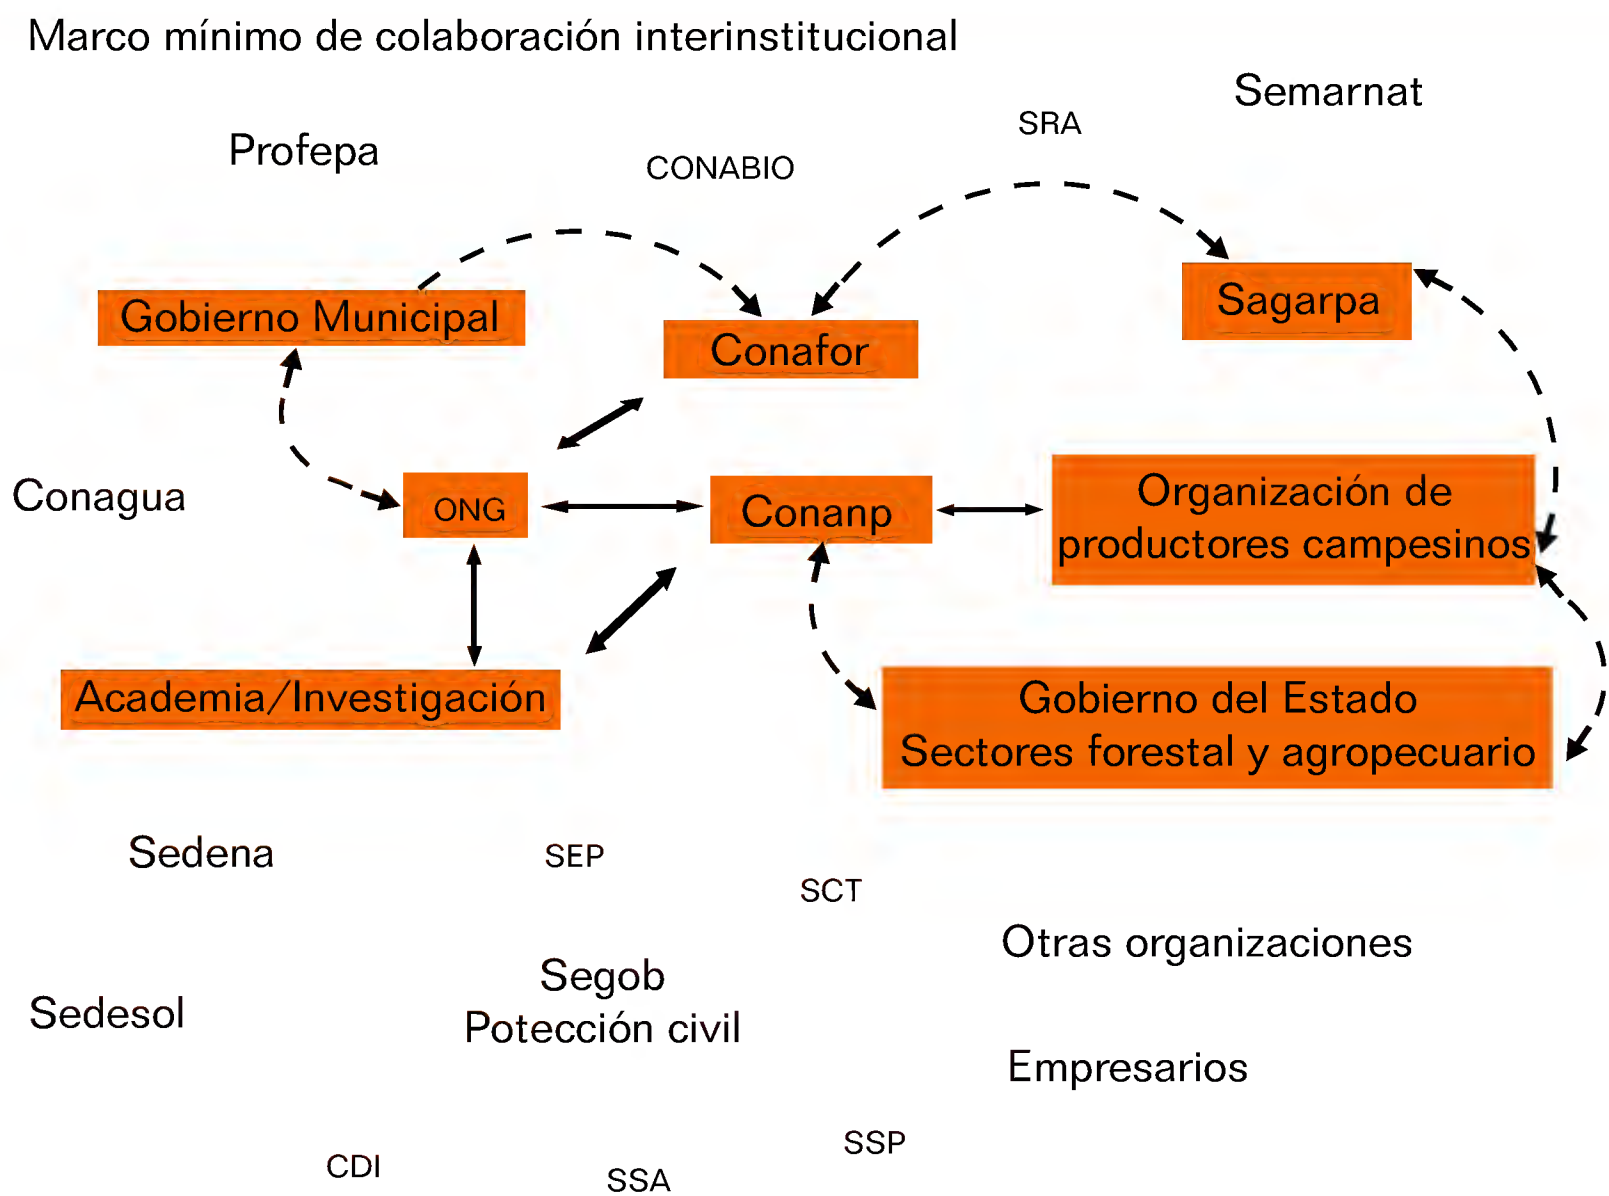 Marco mínimo de colaboración interinstitucional
Semarnat
SRA
Profepa
CONABIO
Sagarpa
Gobierno Municipal
Conafor
Conagua
ONG
Conanp
Organización de
productores campesinos
Academia/Investigación
Gobierno del Estado
Sectores forestal y agropecuario
Sedena
SEP
SCT
Otras organizaciones
Segob
Potección civil
Sedesol
Empresarios
SSP
CDI
SSA